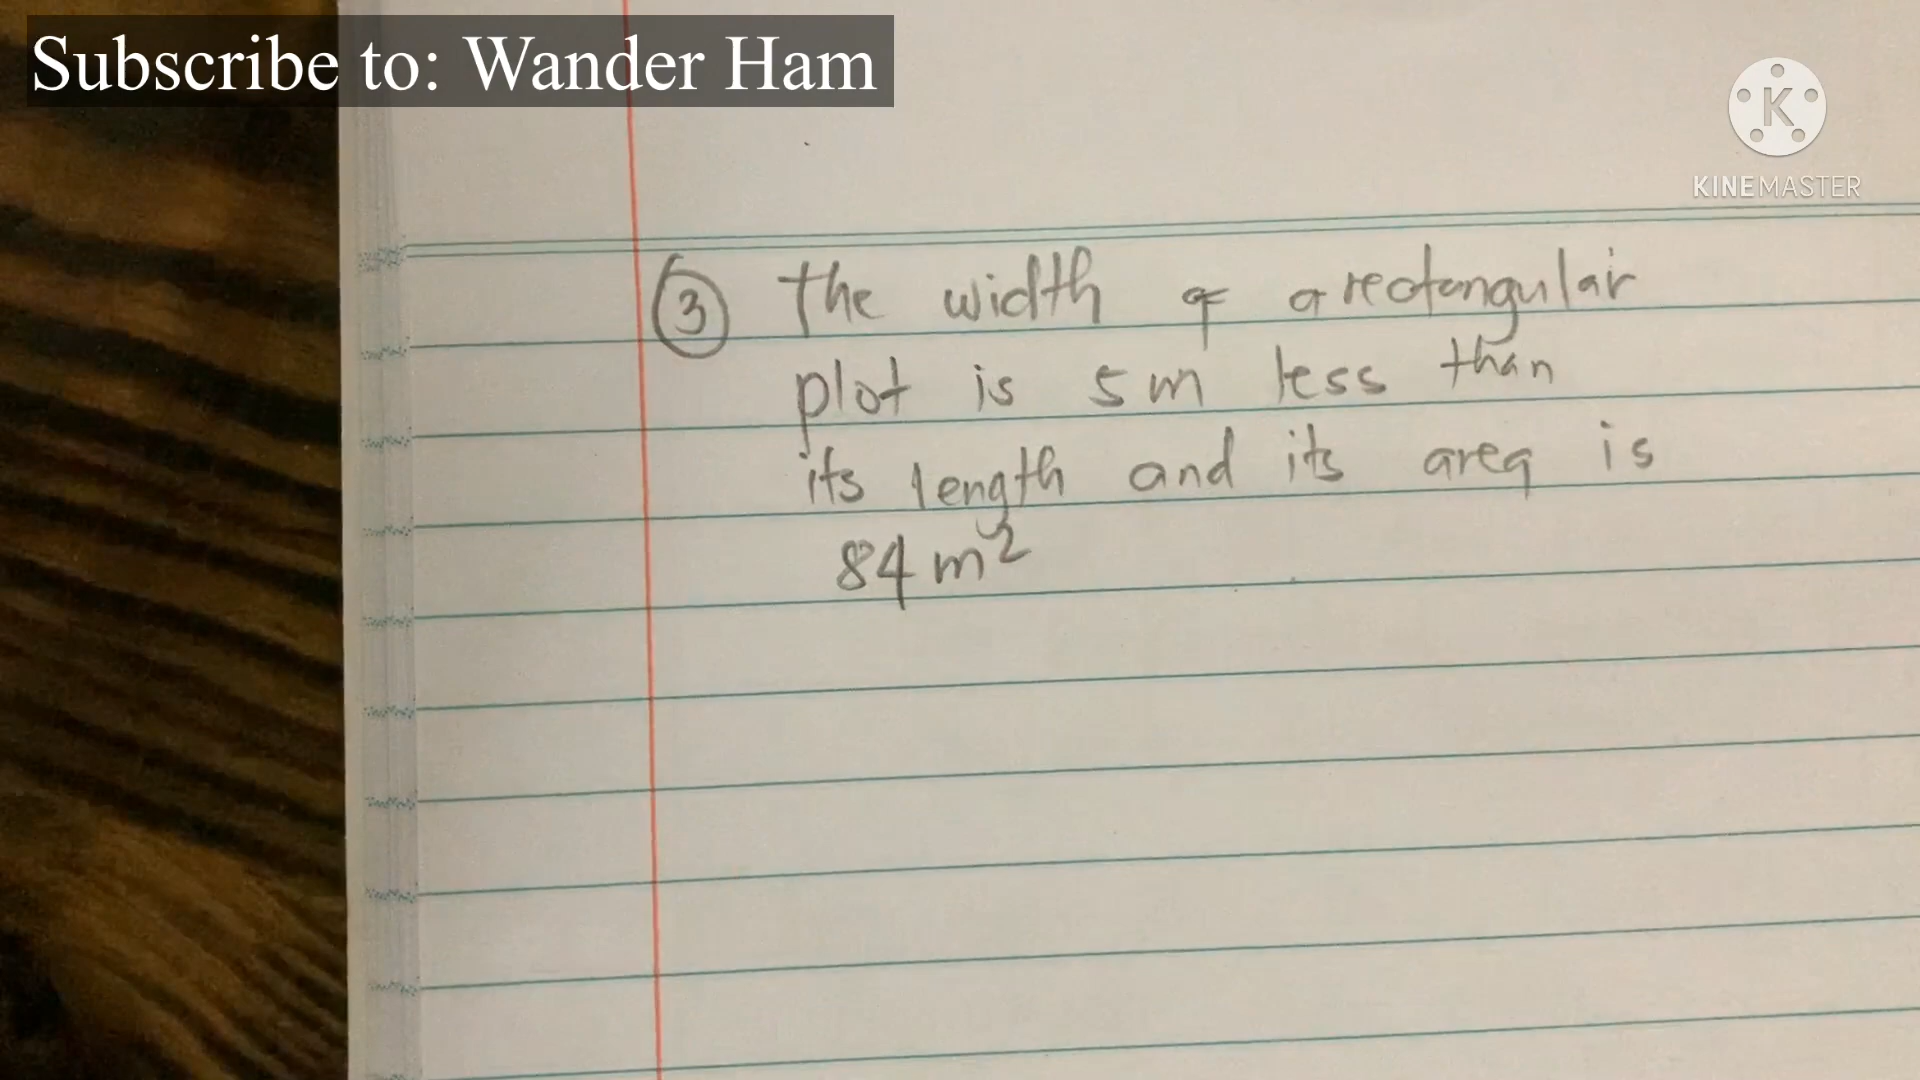 Subscribe to: Wander Ham
K
KINEMASTER
③ The width of a rectangular
plot is 5m less than
its length and its area is
84 m²